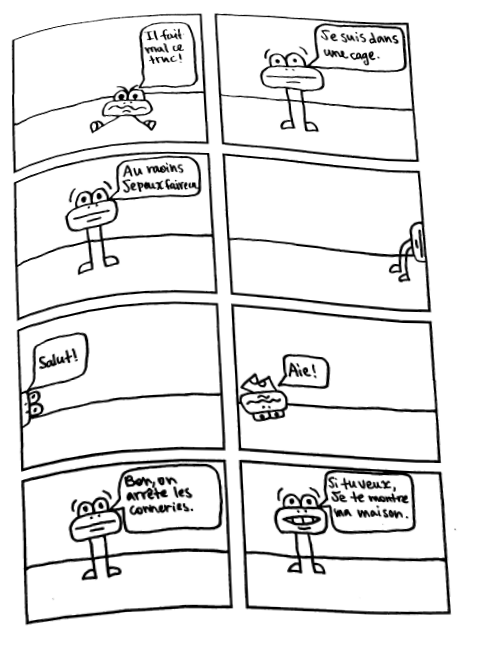 Il fait
mal ce
truc!
Je suis dans
une cage.
Au moins
Je peux faire ça
Salut!
Aïe!
Bon, on
arrête les
conneries.
Si tu veux,
Je te montre
ma maison.